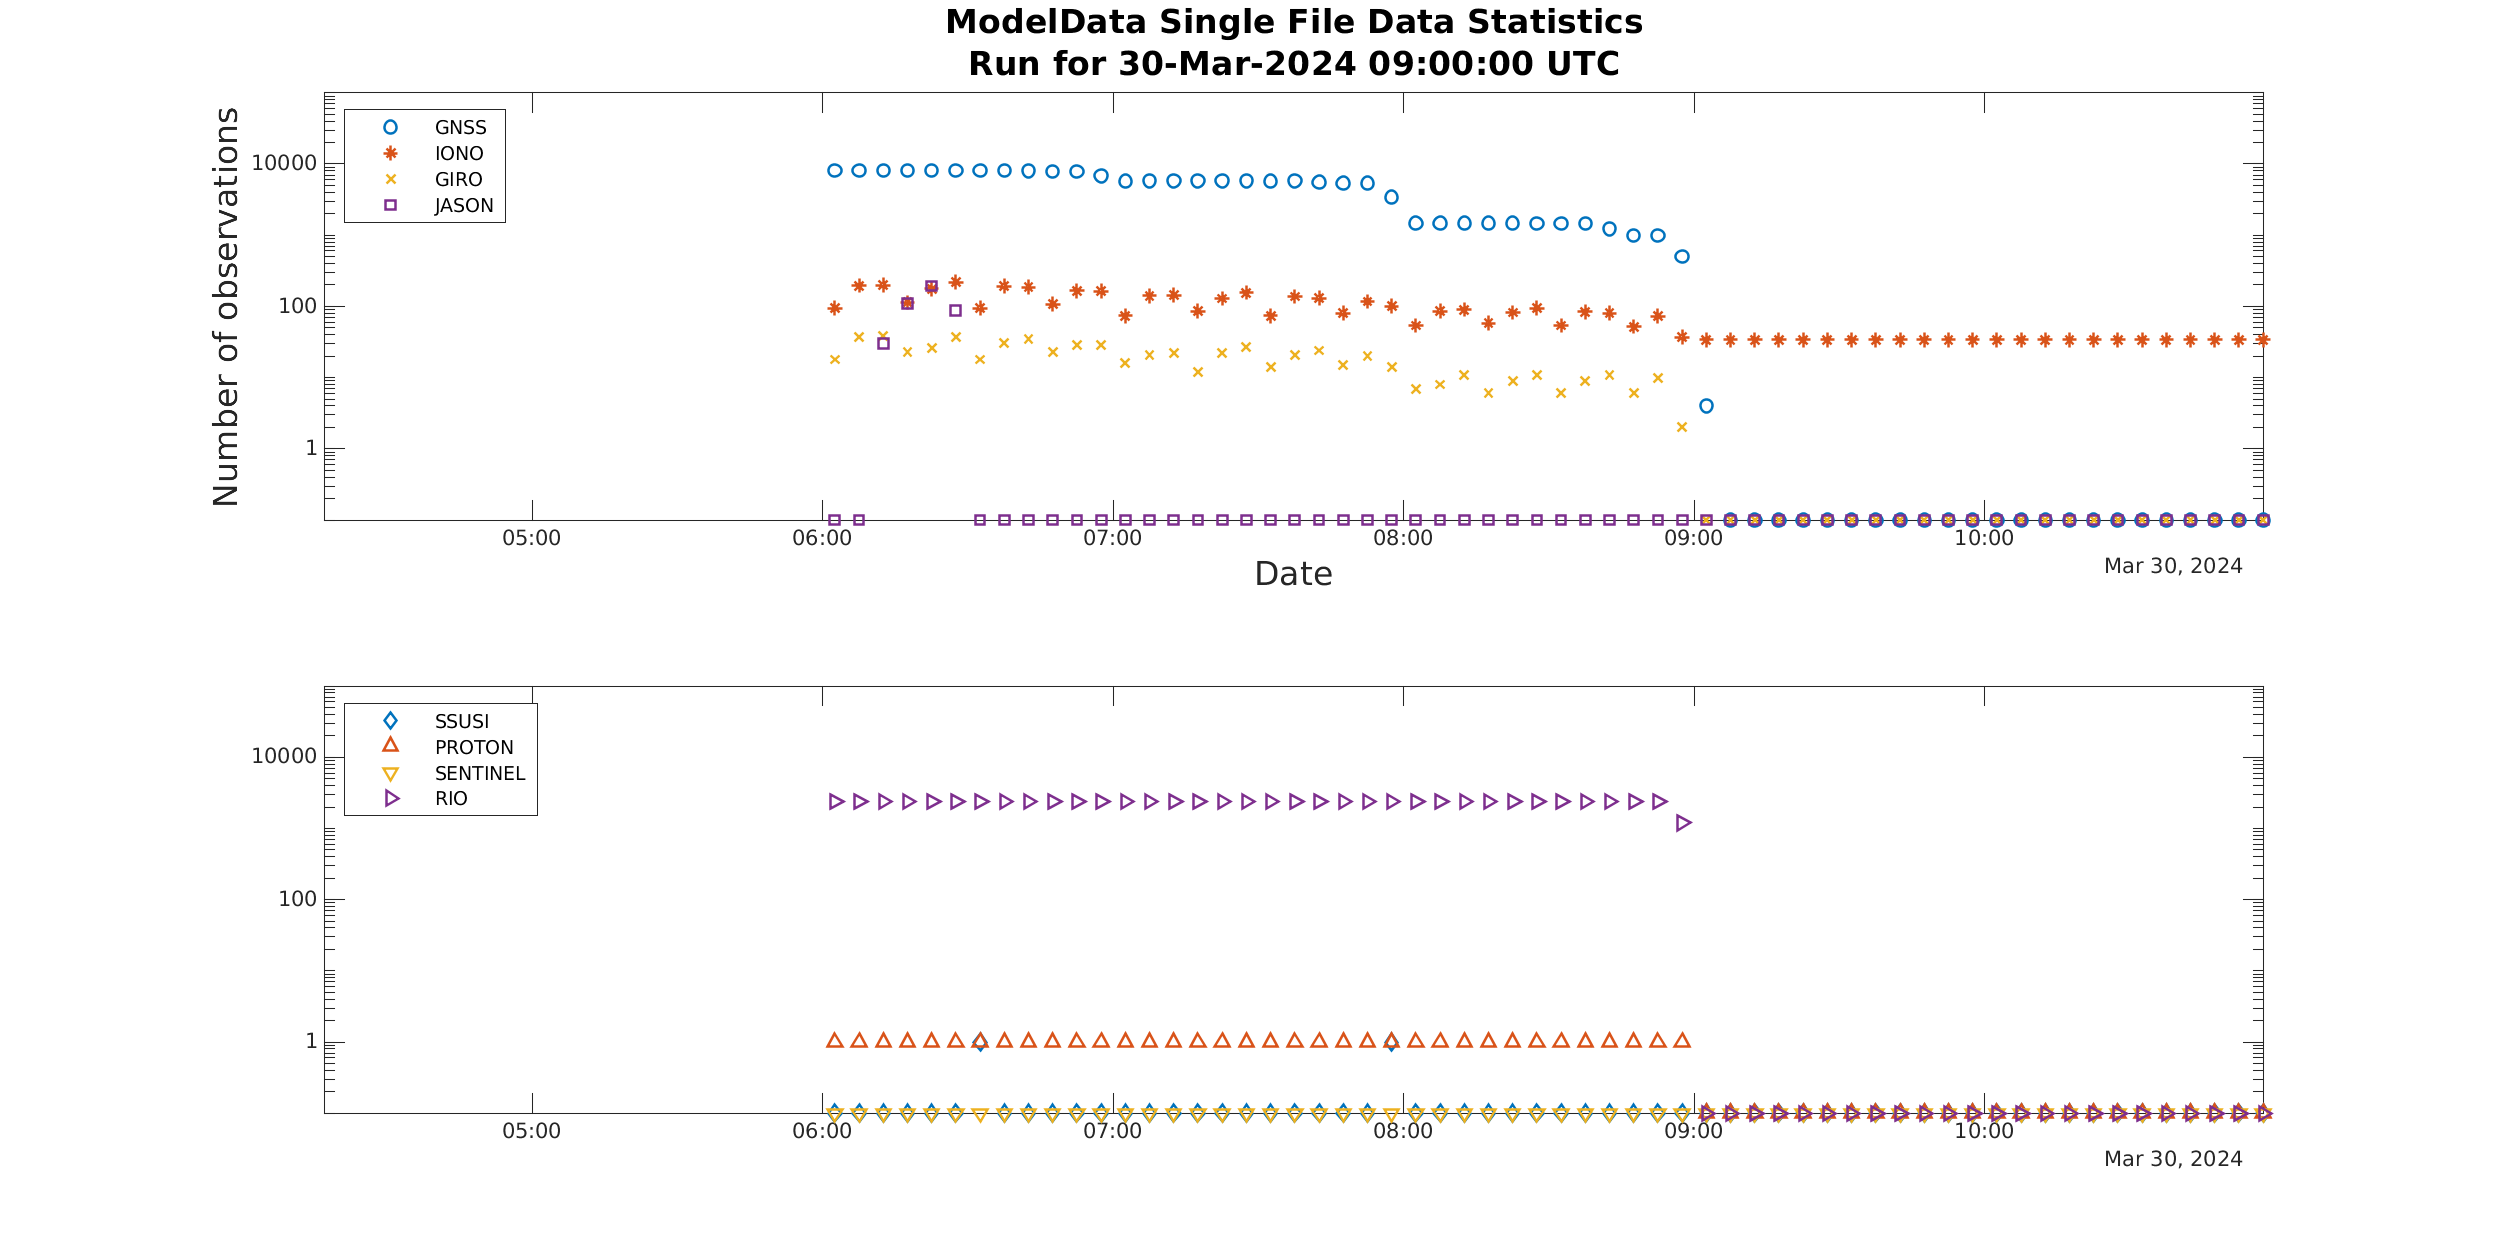 ModelData Single File Data Statistics
Run for 30-Mar-2024 09:00:00 UTC
Number of observations
10000
100
1
GNSS
IONO
GIRO
JASON
05:00 06:00 07:00 08:00 09:00 10:00
Date
Mar 30, 2024
10000
100
1
SSUSI
PROTON
SENTINEL
RIO
05:00 06:00 07:00 08:00 09:00 10:00
Mar 30, 2024